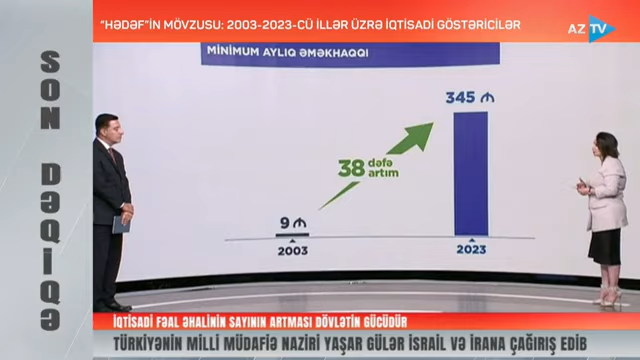 "HƏDƏF"İN MÖVZUSU: 2003-2023-CÜ İLLƏR ÜZRƏ İQTİSADİ GÖSTƏRİCİLƏR
AZ TV
MİNİMUM AYLIQ ƏMƏKHAQQI
345 ₼
38 dəfə
artım
9 ₼
2003
2023
SON DƏQİQƏ
İQTİSADİ FƏAL ƏHALİNİN SAYININ ARTMASI DÖVLƏTİN GÜCÜDÜR
TÜRKİYƏNİN MİLLİ MÜDAFİƏ NAZİRİ YAŞAR GÜLƏR İSRAİL VƏ İRANA ÇAĞIRIŞ EDİB